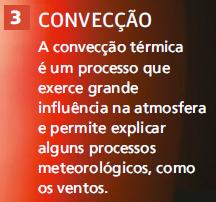 3 CONVECÇÃO
A convecção térmica
é um processo que
exerce grande
influência na atmosfera
e permite explicar
alguns processos
meteorológicos, como
os ventos.